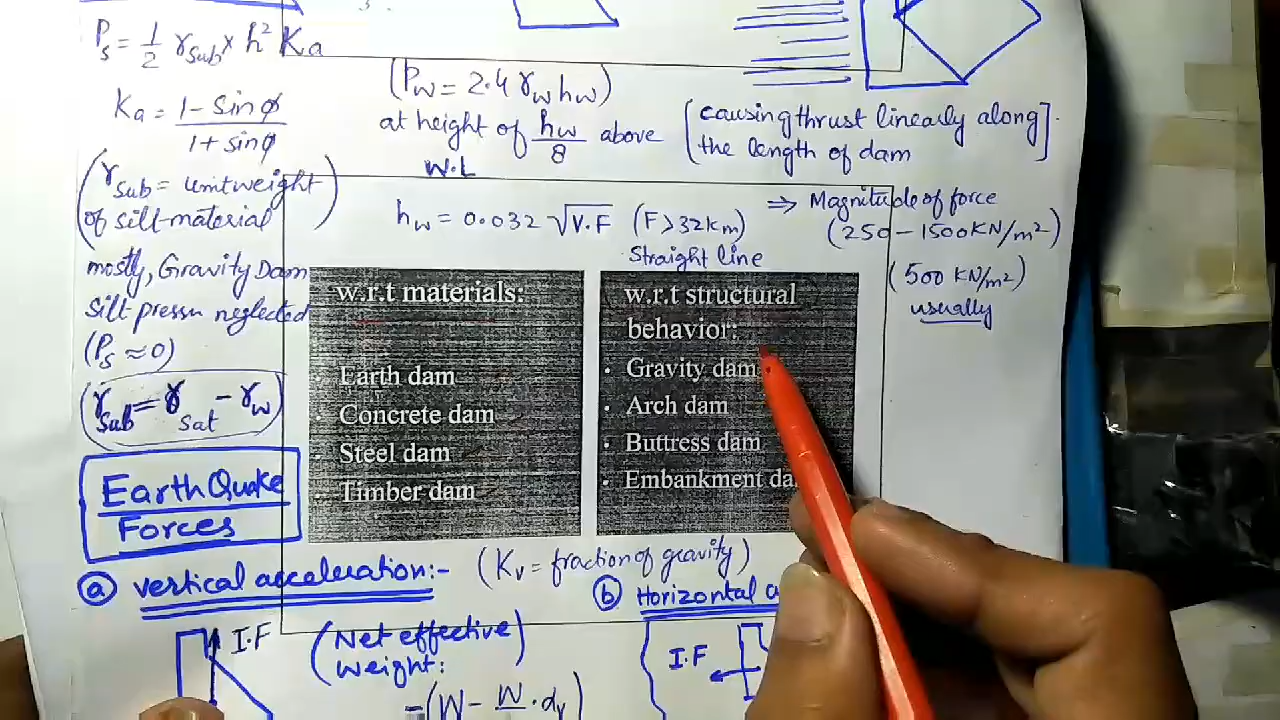 Ps = 1/2 γsub x h² Ka
Ka = 1 - sinφ / 1 + sinφ
(γsub = unitweight
of silt material)
mostly, Gravity Dam
silt pressu neglected
(Ps ≈ 0)
(γsub = γsat - γw)
(Pw = 2.4 γw hw)
at height of hw/8 above
W.L
[causing thrust linearly along
the length of dam].
hw = 0.032 √V.F (F > 32km)
Straight line
⇒ Magnitude of force
(250 - 1500 KN/m²)
(500 KN/m²)
usually
w.r.t materials:
Earth dam
Concrete dam
Steel dam
Timber dam
w.r.t structural
behavior:
• Gravity dam
• Arch dam
• Buttress dam
• Embankment da
EarthQuake
Forces
(a) vertical acceleration:- (Kv = fraction of gravity)
I.F
(Net effective)
weight:
=(W - W . dv)
(b) Horizontal a
I.F